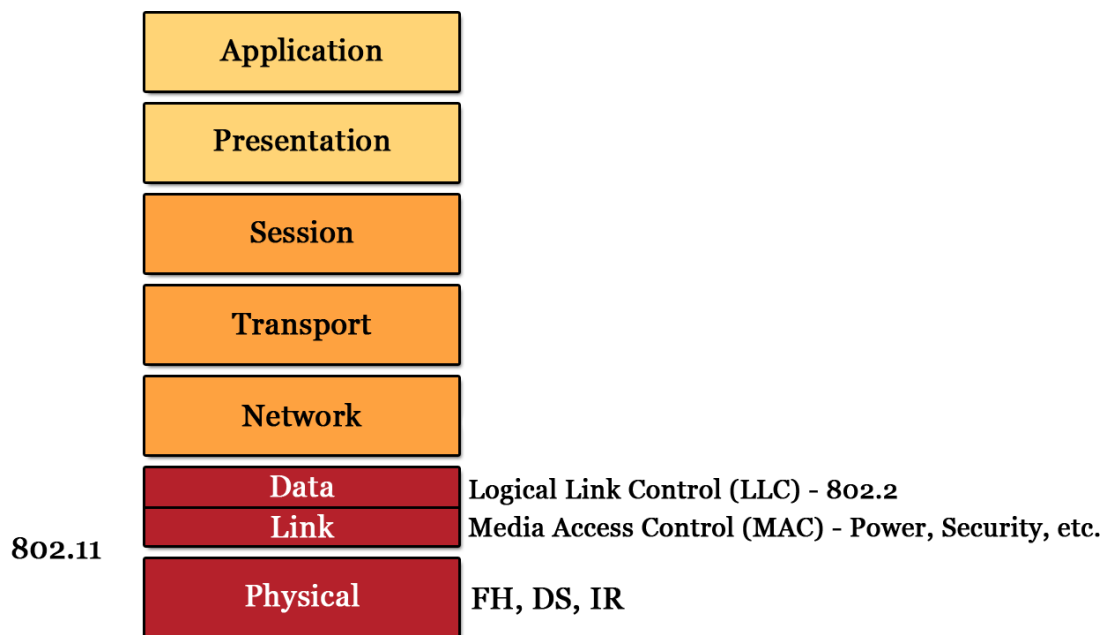 Application
Presentation
Session
Transport
Network
Data
Logical Link Control (LLC) - 802.2
Link
Media Access Control (MAC) - Power, Security, etc.
802.11
Physical
FH, DS, IR